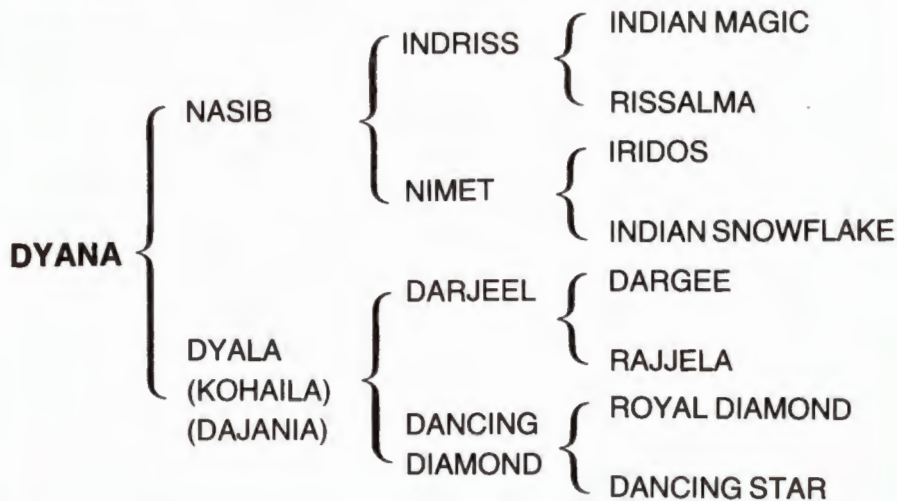 INDIAN MAGIC
INDRISS
RISSALMA
NASIB
IRIDOS
NIMET
INDIAN SNOWFLAKE
DYANA
DARGEE
DARJEEL
RAJJELA
DYALA
(KOHAILA)
(DAJANIA)
ROYAL DIAMOND
DANCING
DIAMOND
DANCING STAR